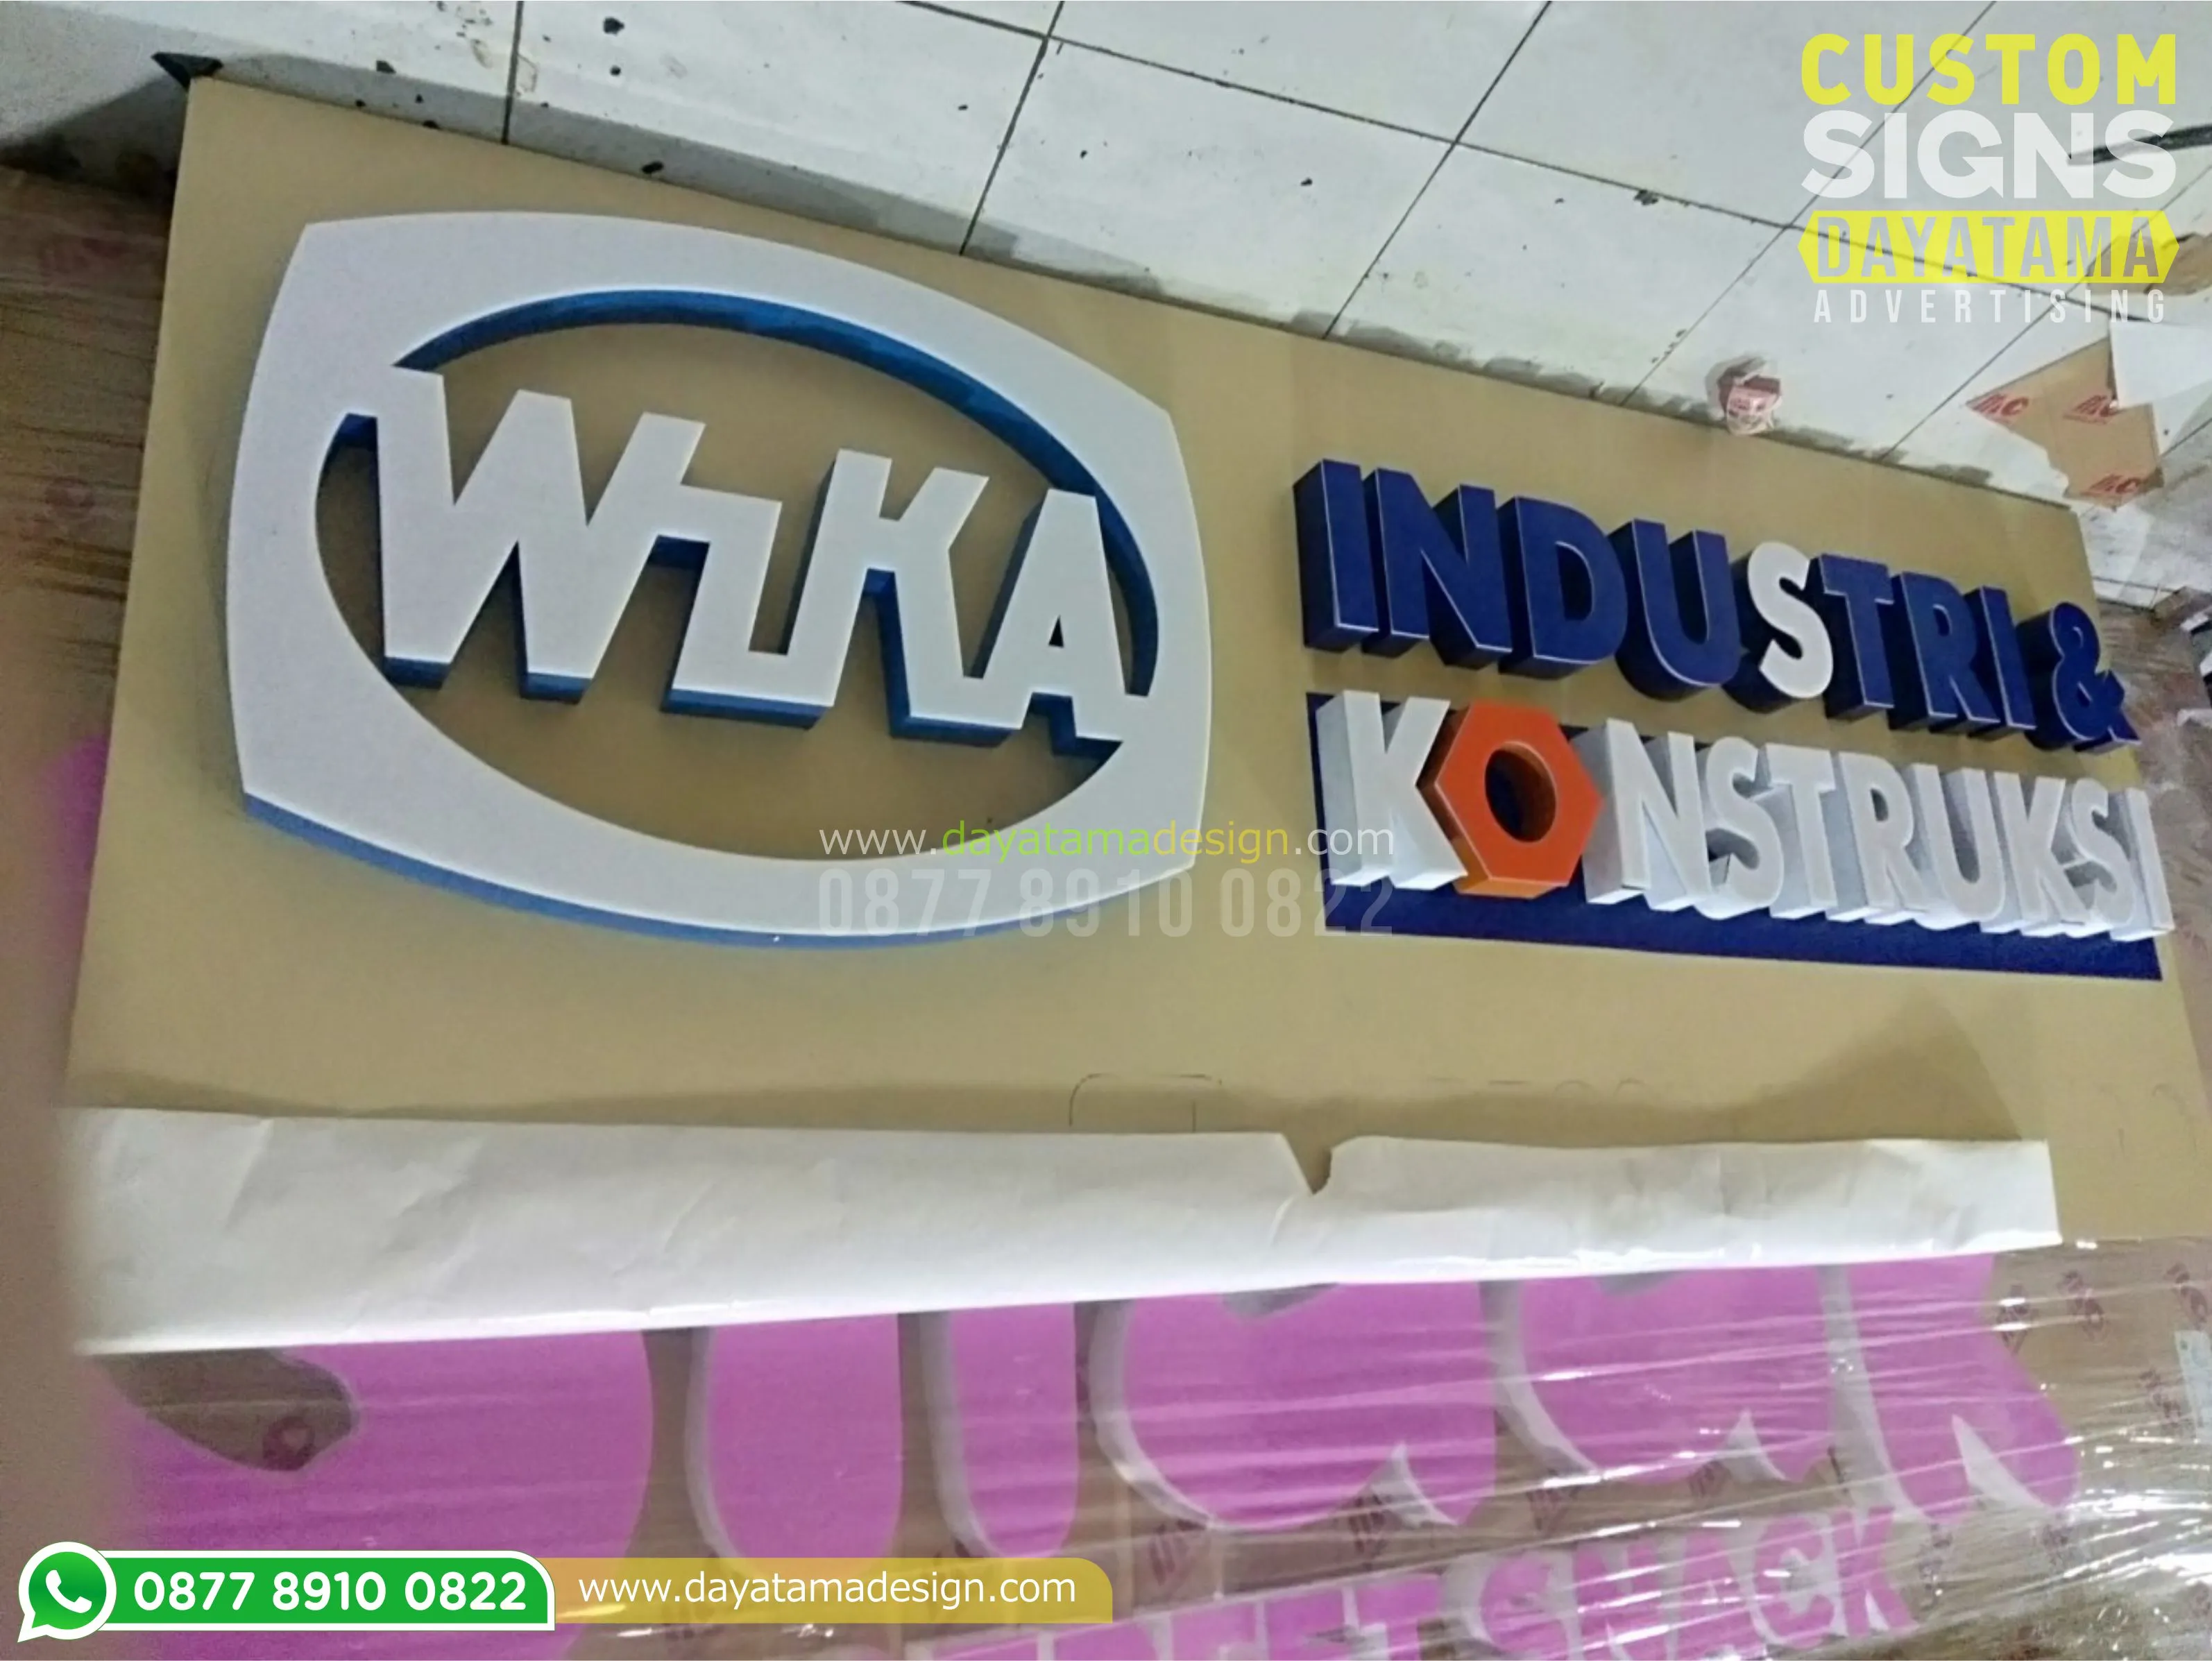 CUSTOM
SIGNS
DAYATAMA
ADVERTISING
WIKA
INDUSTRI &
KONSTRUKSI
www.dayatamadesign.com
0877 8910 0822
SNACK
0877 8910 0822
www.dayatamadesign.com